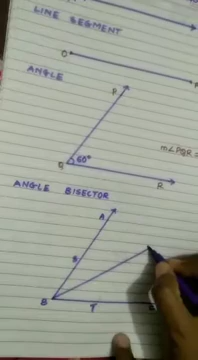 LINE SEGMENT
O
P
ANGLE
P
Q 60°
R
m∠PQR =
ANGLE BISECTOR
A
S
B
T